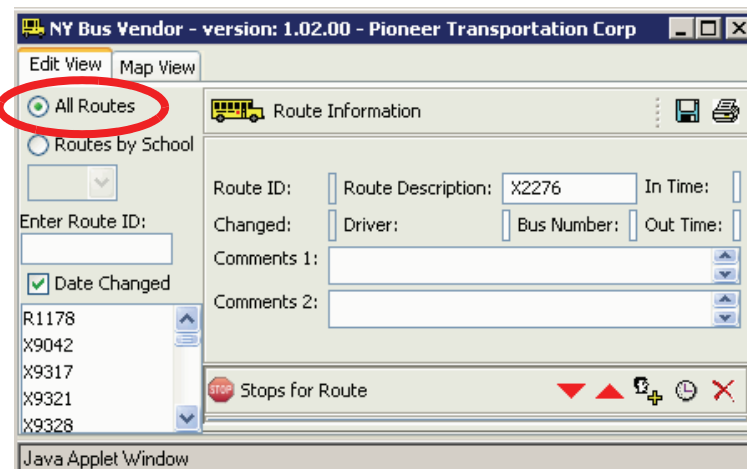 NY Bus Vendor - version: 1.02.00 - Pioneer Transportation Corp
Edit View Map View
All Routes
Routes by School
Enter Route ID:
Date Changed
R1178
X9042
X9317
X9321
X9328
Route Information
Route ID: Route Description: X2276 In Time:
Changed: Driver: Bus Number: Out Time:
Comments 1:
Comments 2:
STOP Stops for Route
Java Applet Window